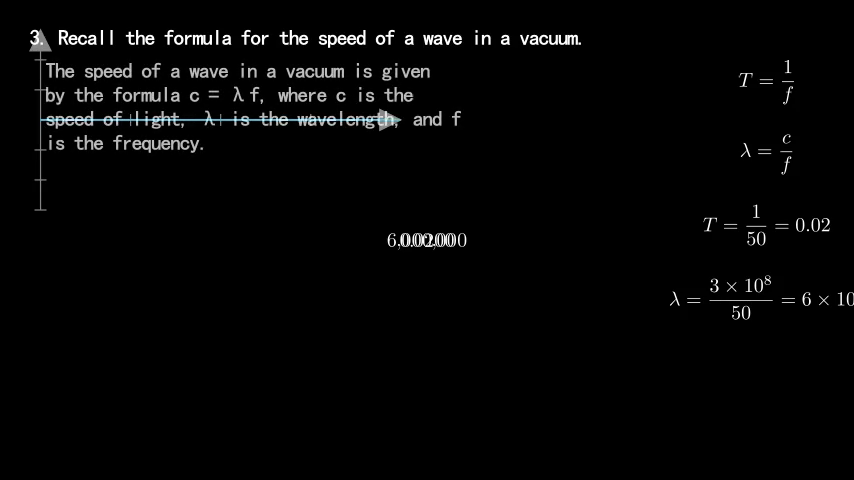 3. Recall the formula for the speed of a wave in a vacuum.
The speed of a wave in a vacuum is given
by the formula c = λf, where c is the
speed of light, λ is the wavelength, and f
is the frequency.
T = 1/f
λ = c/f
T = 1/50 = 0.02
λ = 3 × 10⁸/50 = 6 × 10